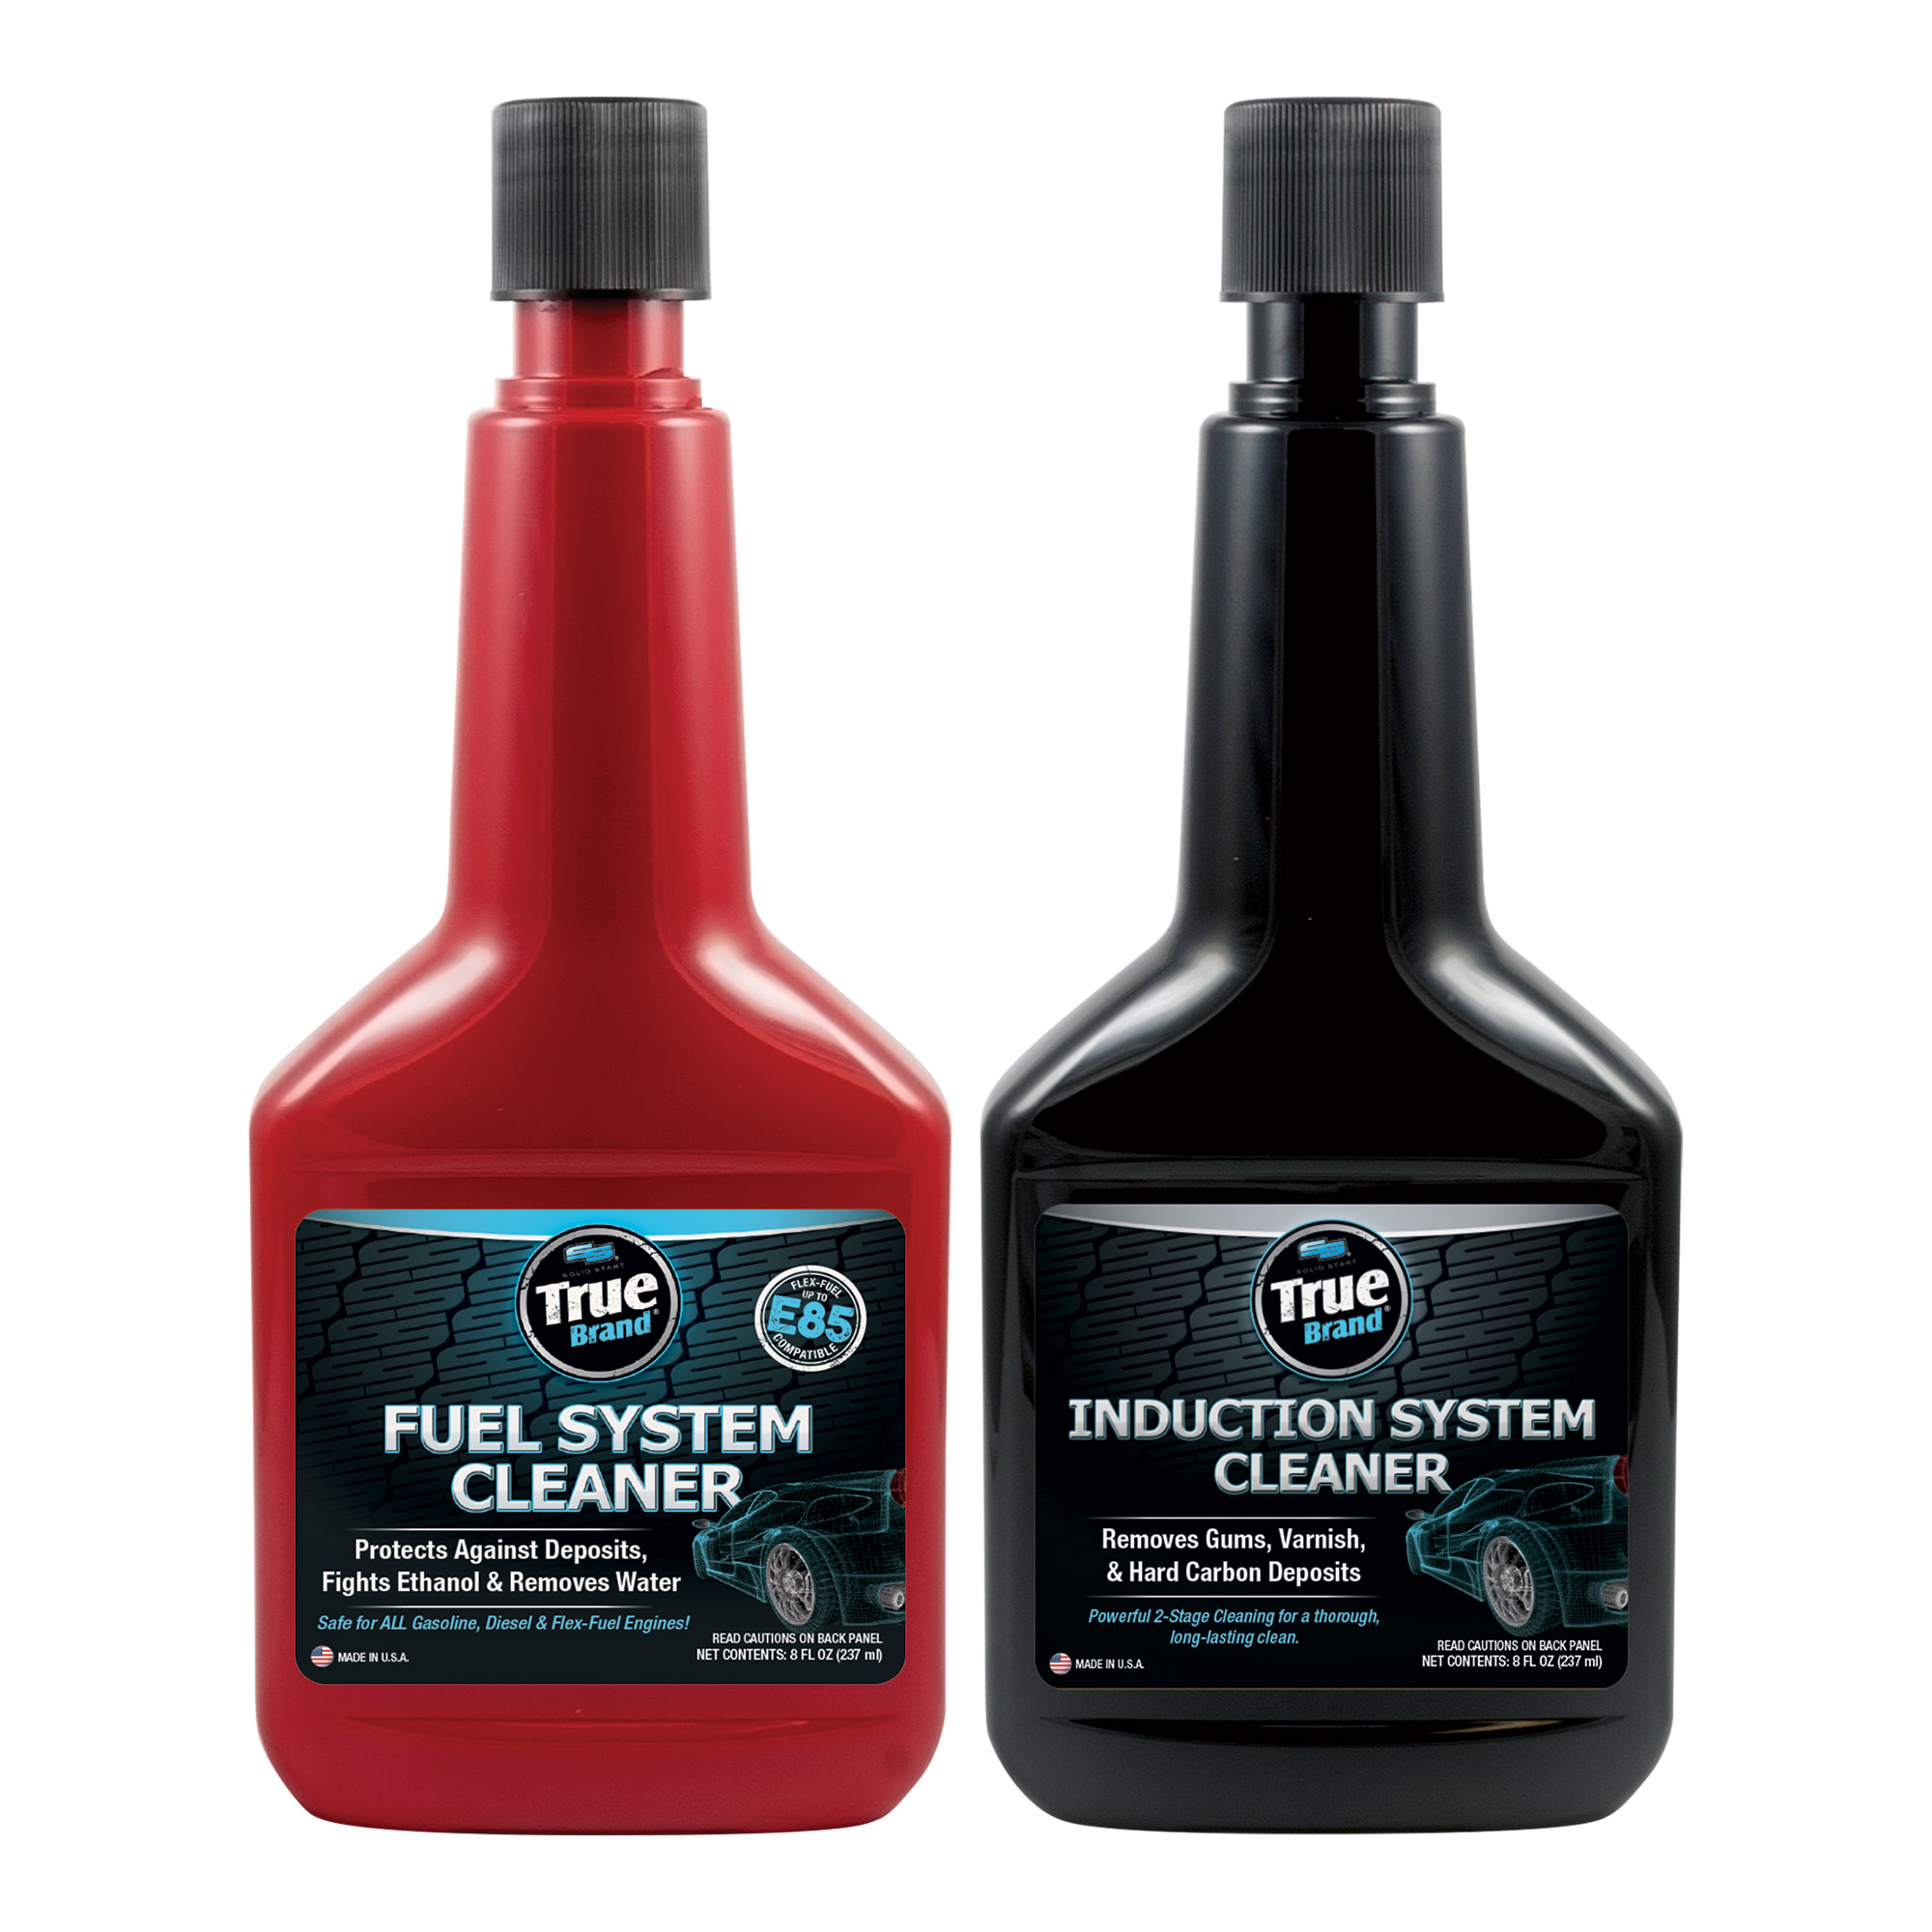 SS®
SOLID START
True
Brand®
FLEX-FUEL
UP TO
E85
COMPATIBLE
FUEL SYSTEM
CLEANER
Protects Against Deposits,
Fights Ethanol & Removes Water
Safe for ALL Gasoline, Diesel & Flex-Fuel Engines!
MADE IN U.S.A.
READ CAUTIONS ON BACK PANEL
NET CONTENTS: 8 FL OZ (237 ml)
SS®
SOLID START
True
Brand®
INDUCTION SYSTEM
CLEANER
Removes Gums, Varnish,
& Hard Carbon Deposits
Powerful 2-Stage Cleaning for a thorough,
long-lasting clean.
MADE IN U.S.A.
READ CAUTIONS ON BACK PANEL
NET CONTENTS: 8 FL OZ (237 ml)